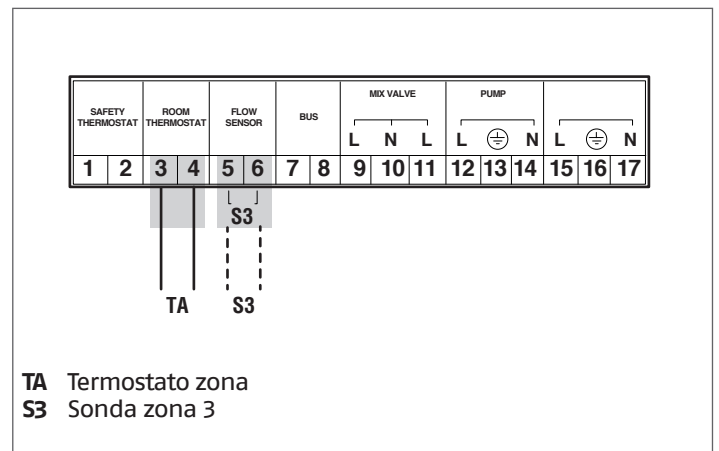 MIX VALVE PUMP
SAFETY THERMOSTAT ROOM THERMOSTAT FLOW SENSOR BUS
L N L L N L N
1 2 3 4 5 6 7 8 9 10 11 12 13 14 15 16 17
S3
TA S3
TA Termostato zona
S3 Sonda zona 3